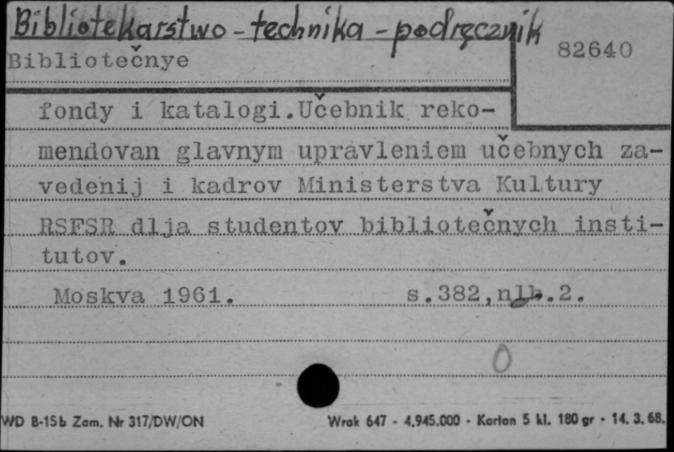 Bibliotekarstwo - technika - podręcznik
82640
Bibliotečnye
fondy i katalogi.Učebnik reko-
mendovan glavnym upravleniem učebnych za-
vedenij i kadrov Ministerstva Kultury
RSFSR dlja studentov bibliotečnych insti-
tutov.
Moskva 1961. s.382,nlb.2.
0
WD B-15b Zam. Nr 317/DW/ON Wrok 647 - 4.945.000 - Karton 5 kl. 180 gr - 14. 3. 68.